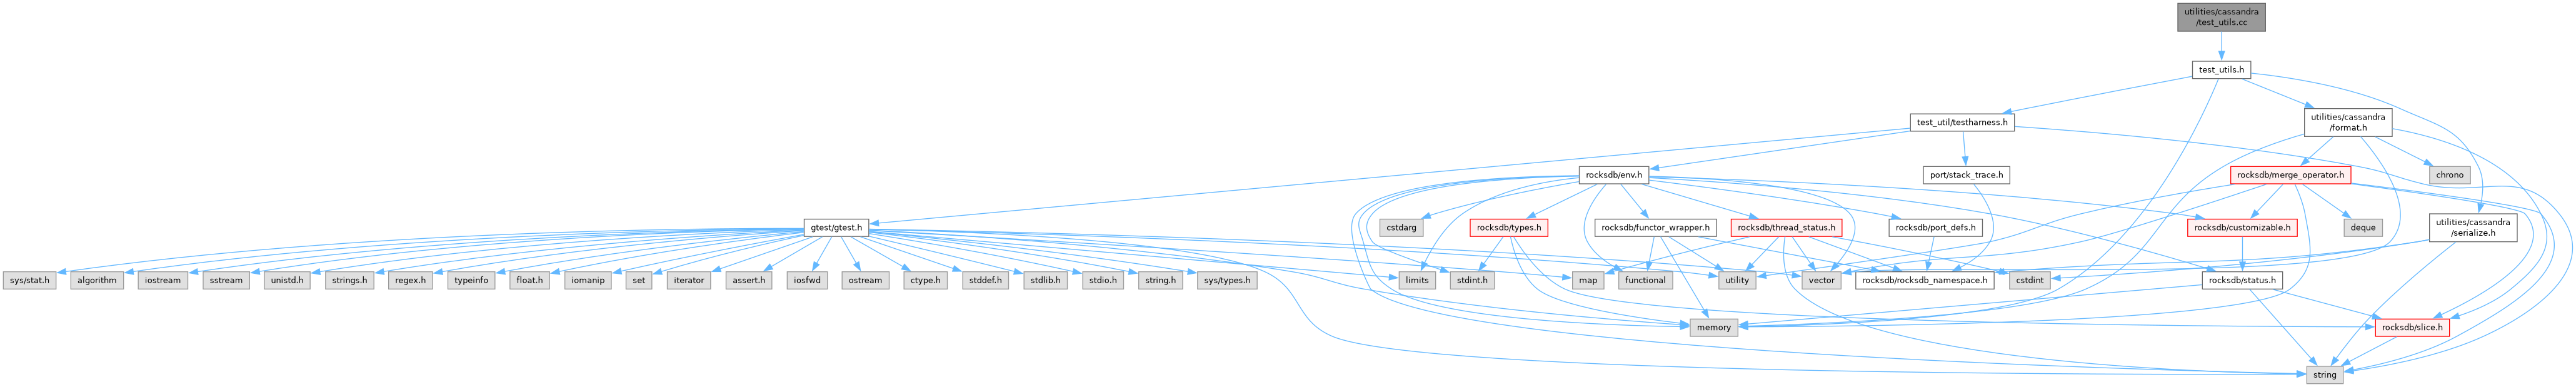 utilities/cassandra
/test_utils.cc
test_utils.h
test_util/testharness.h
utilities/cassandra
/format.h
rocksdb/env.h
port/stack_trace.h
rocksdb/merge_operator.h
chrono
gtest/gtest.h
cstdarg
rocksdb/types.h
rocksdb/functor_wrapper.h
rocksdb/thread_status.h
rocksdb/port_defs.h
rocksdb/customizable.h
deque
utilities/cassandra
/serialize.h
sys/stat.h
algorithm
iostream
sstream
unistd.h
strings.h
regex.h
typeinfo
float.h
iomanip
set
iterator
assert.h
iosfwd
ostream
ctype.h
stddef.h
stdlib.h
stdio.h
string.h
sys/types.h
limits
stdint.h
map
functional
utility
vector
rocksdb/rocksdb_namespace.h
cstdint
rocksdb/status.h
memory
rocksdb/slice.h
string